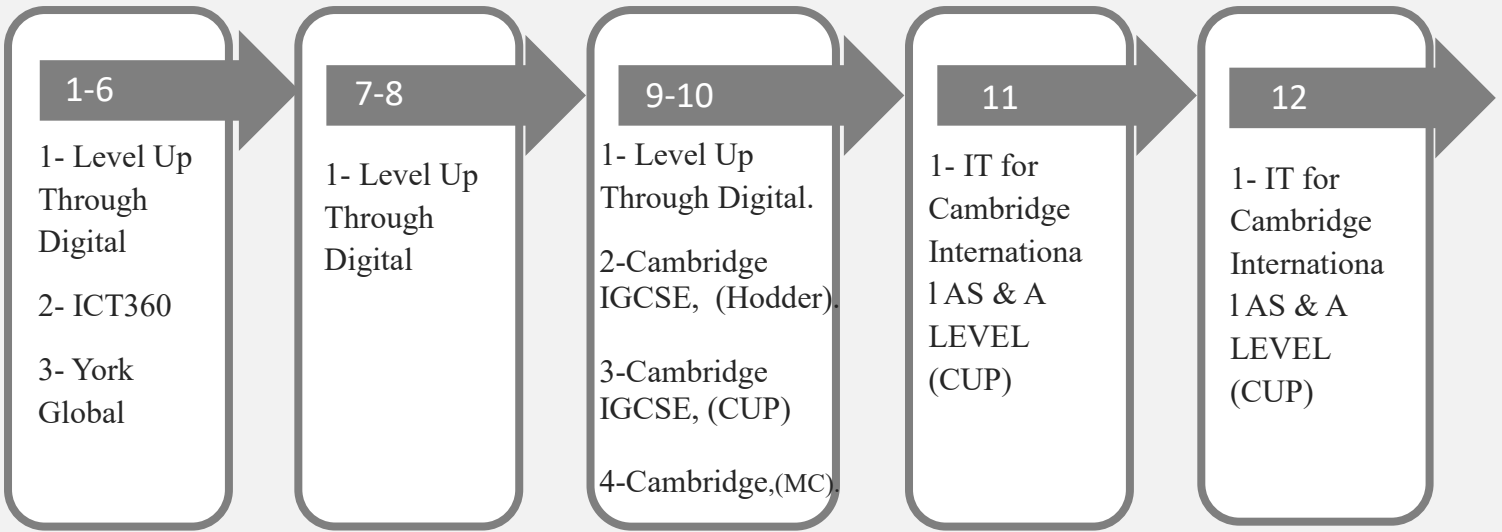 1-6
1- Level Up
Through
Digital
2- ICT360
3- York
Global
7-8
1- Level Up
Through
Digital
9-10
1- Level Up
Through Digital.
2-Cambridge
IGCSE, (Hodder).
3-Cambridge
IGCSE, (CUP)
4-Cambridge,(MC).
11
1- IT for
Cambridge
Internationa
l AS & A
LEVEL
(CUP)
12
1- IT for
Cambridge
Internationa
l AS & A
LEVEL
(CUP)